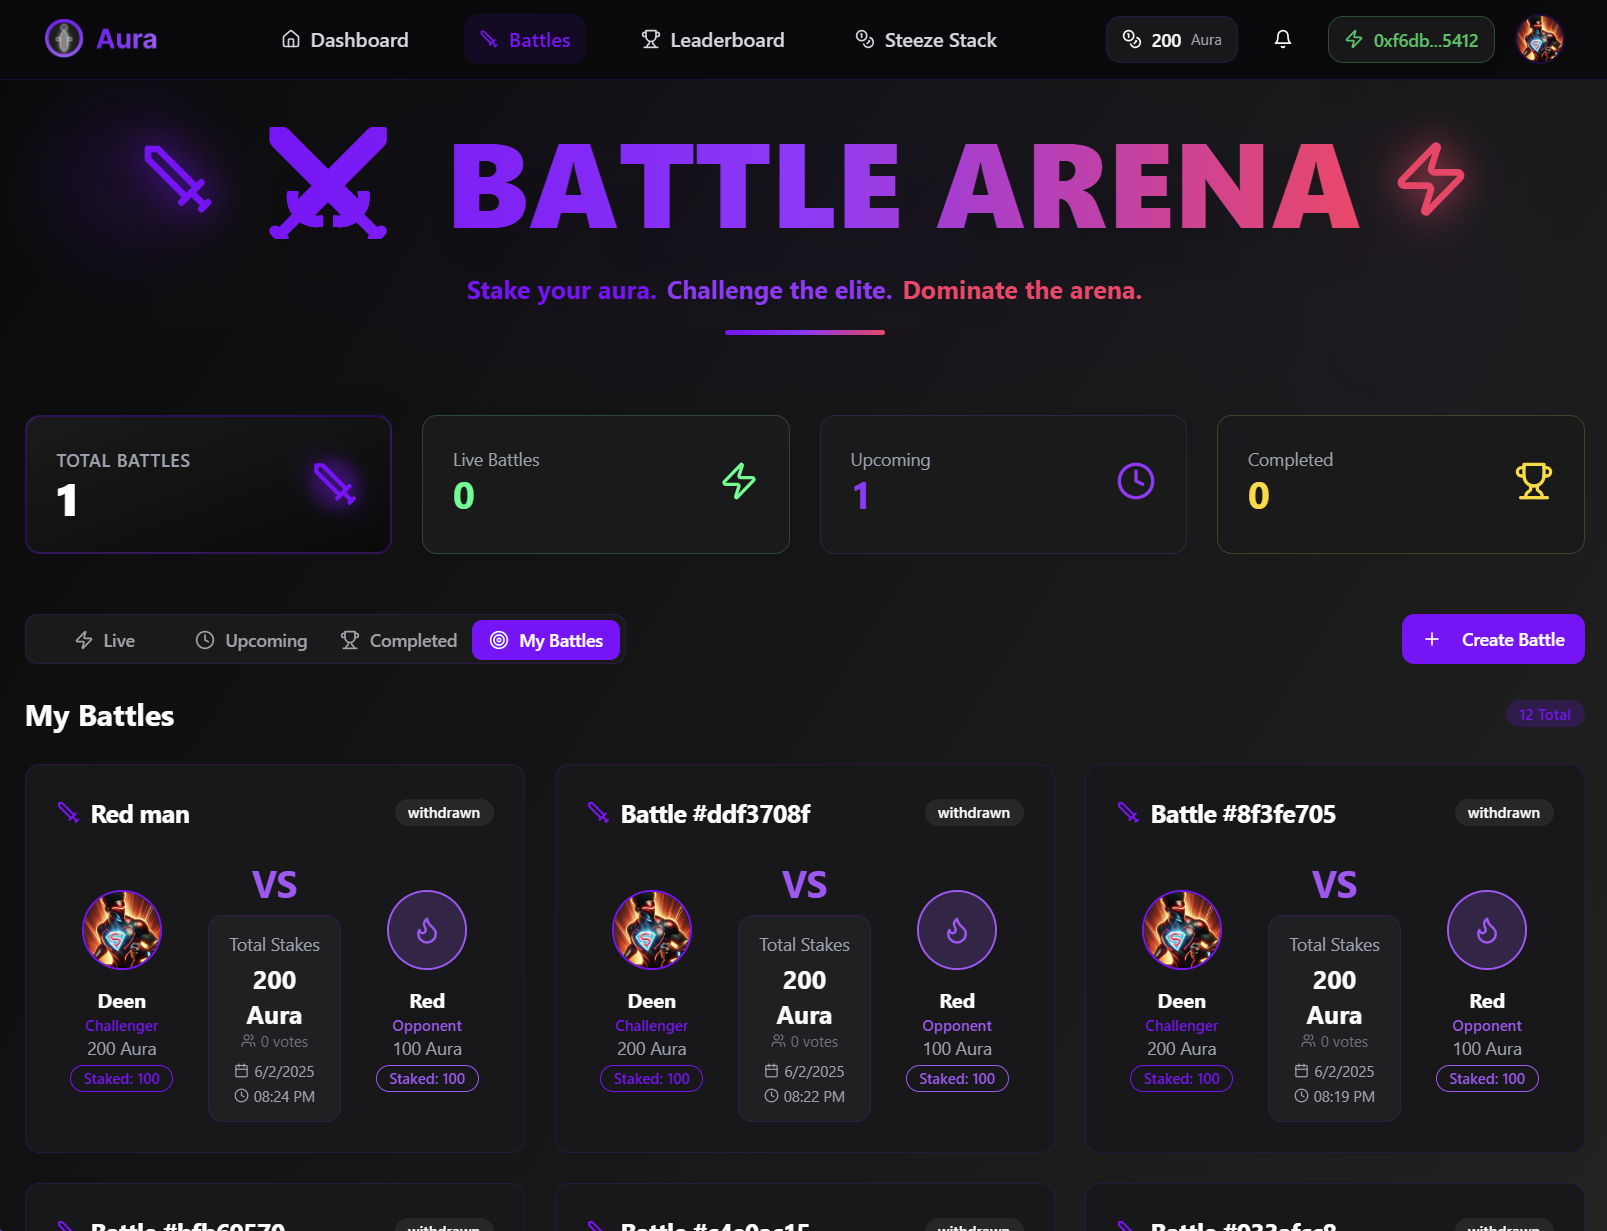 Aura
Dashboard
Battles
Leaderboard
Steeze Stack
200 Aura
0xf6db...5412
BATTLE ARENA
Stake your aura. Challenge the elite. Dominate the arena.
TOTAL BATTLES
1
Live Battles
0
Upcoming
1
Completed
0
Live
Upcoming
Completed
My Battles
Create Battle
My Battles
12 Total
Red man
withdrawn
VS
Total Stakes
200
Aura
0 votes
6/2/2025
08:24 PM
Deen
Challenger
200 Aura
Staked: 100
Red
Opponent
100 Aura
Staked: 100
Battle #ddf3708f
withdrawn
VS
Total Stakes
200
Aura
0 votes
6/2/2025
08:22 PM
Deen
Challenger
200 Aura
Staked: 100
Red
Opponent
100 Aura
Staked: 100
Battle #8f3fe705
withdrawn
VS
Total Stakes
200
Aura
0 votes
6/2/2025
08:19 PM
Deen
Challenger
200 Aura
Staked: 100
Red
Opponent
100 Aura
Staked: 100
Battle
withdrawn
Battle
withdrawn
Battle
withdrawn